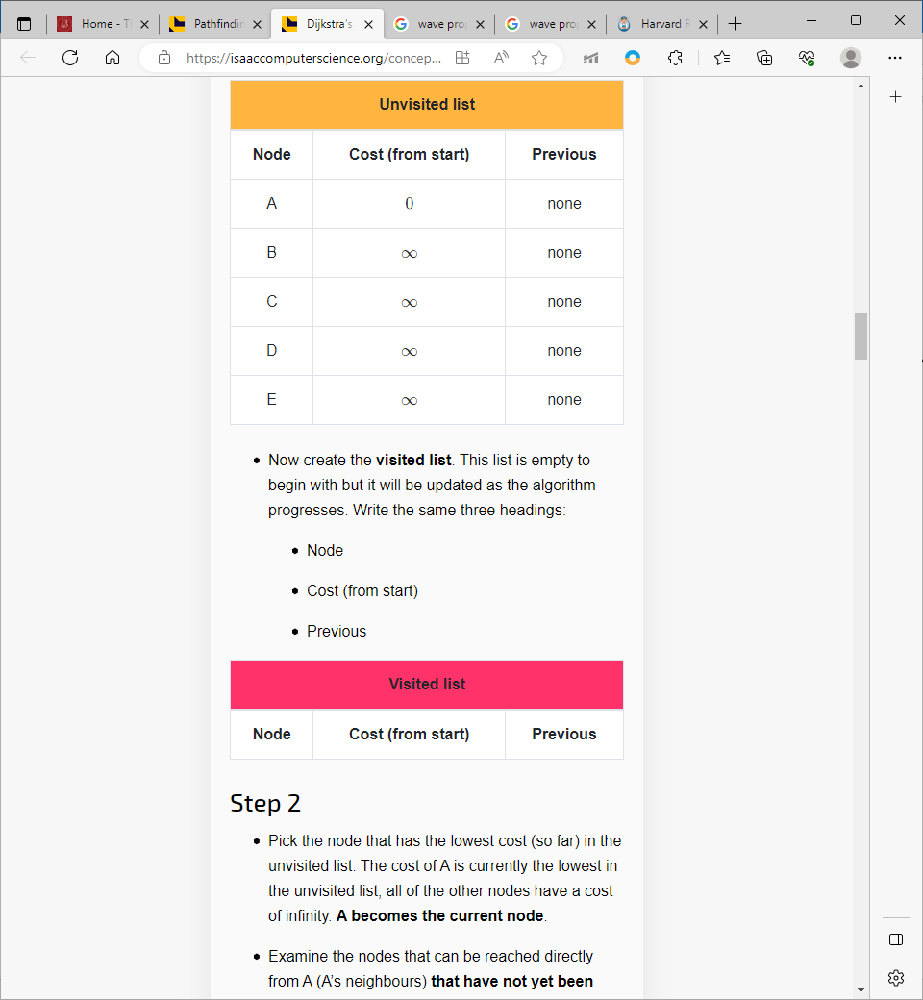 Home - T
Pathfindin
Dijkstra's
wave pro
wave pro
Harvard R
https://isaaccomputerscience.org/concep...
Unvisited list
Node Cost (from start) Previous
A 0 none
B ∞ none
C ∞ none
D ∞ none
E ∞ none
• Now create the visited list. This list is empty to
begin with but it will be updated as the algorithm
progresses. Write the same three headings:
• Node
• Cost (from start)
• Previous
Visited list
Node Cost (from start) Previous
Step 2
• Pick the node that has the lowest cost (so far) in the
unvisited list. The cost of A is currently the lowest in
the unvisited list; all of the other nodes have a cost
of infinity. A becomes the current node.
• Examine the nodes that can be reached directly
from A (A's neighbours) that have not yet been